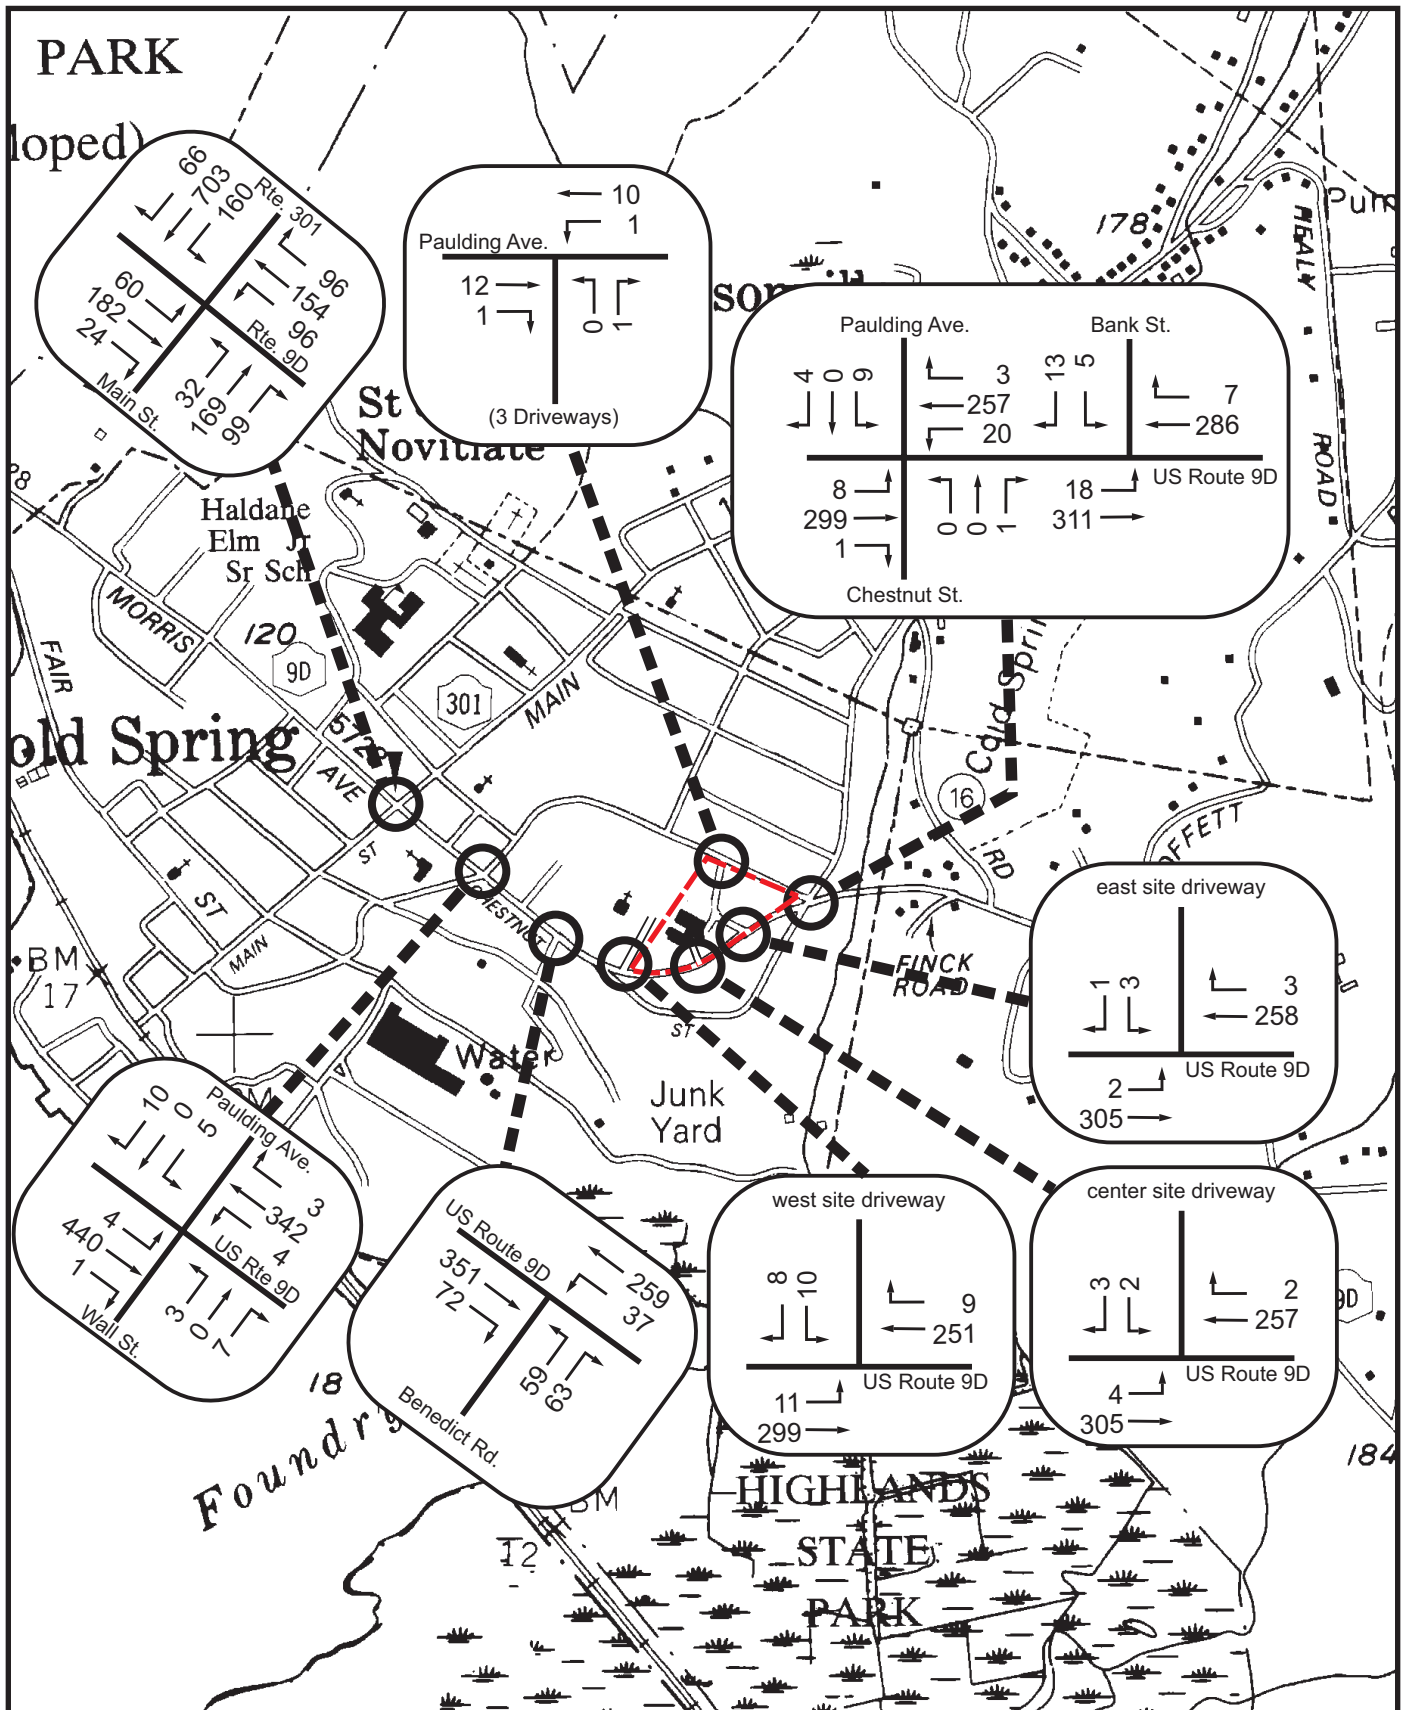 PARK
loped)
66
703
160
Rte. 301
96
154
96
Rte. 9D
60
182
24
Main St.
32
169
99
10
1
Paulding Ave.
12
1
0
1
(3 Driveways)
178
HEALY
ROAD
Paulding Ave.
Bank St.
4
0
9
3
257
20
13
5
7
286
US Route 9D
8
299
1
0
0
1
18
311
Chestnut St.
St
Novitiate
Haldane
Elm Jr
Sr Sch
MORRIS
120
9D
301
MAIN
FAIR
old Spring
AVE
ST
ST
MAIN
CHESTNUT
ST
Cold Sprin
16
RD
OFFETT
FINCK
ROAD
BM
17
Water
Junk
Yard
east site driveway
1
3
3
258
US Route 9D
2
305
10
0
5
Paulding Ave.
3
342
4
US Rte 9D
4
440
1
Wall St.
3
0
7
US Route 9D
351
72
259
37
59
63
Benedict Rd.
west site driveway
8
10
9
251
US Route 9D
11
299
center site driveway
3
2
2
257
US Route 9D
4
305
9D
18
184
Foundry
BM
12
HIGHLANDS
STATE
PARK